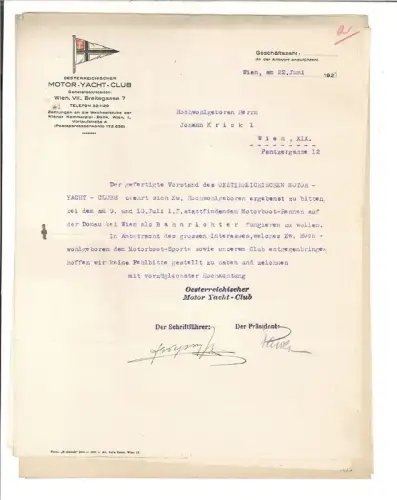 OESTERREICHISCHER
MOTOR-YACHT-CLUB
Wien, VII. Breitegasse 7
TELEFON
Geschäftszahl:
Wien, am 22.Juni 192
Hochwohlgeboren Herrn
Johann Krickl
Wien, XIX.
Panzergasse 12
Der gefertigte Vorstand des OESTERREICHISCHEN MOTOR-
YACHT - CLUBS beehrt sich Ew. Hochwohlgeboren ergebenst zu bitten,
bei den am 9. und 10.Juli l.J. stattfindenden Motorboot-Rennen auf
der Donau bei Wien als Bahnrichter fungieren zu wollen.
In Anbetracht des grossen Interesses, welches Ew. Hoch-
wohlgeboren dem Motorboot-Sporte sowie unserem Club entgegenbringen
hoffen wir keine Fehlbitte gestellt zu haben und zeichnen
mit vorzüglichster Hochachtung
Oesterreichischer
Motor Yacht-Club
Der Schriftführer: Der Präsident: